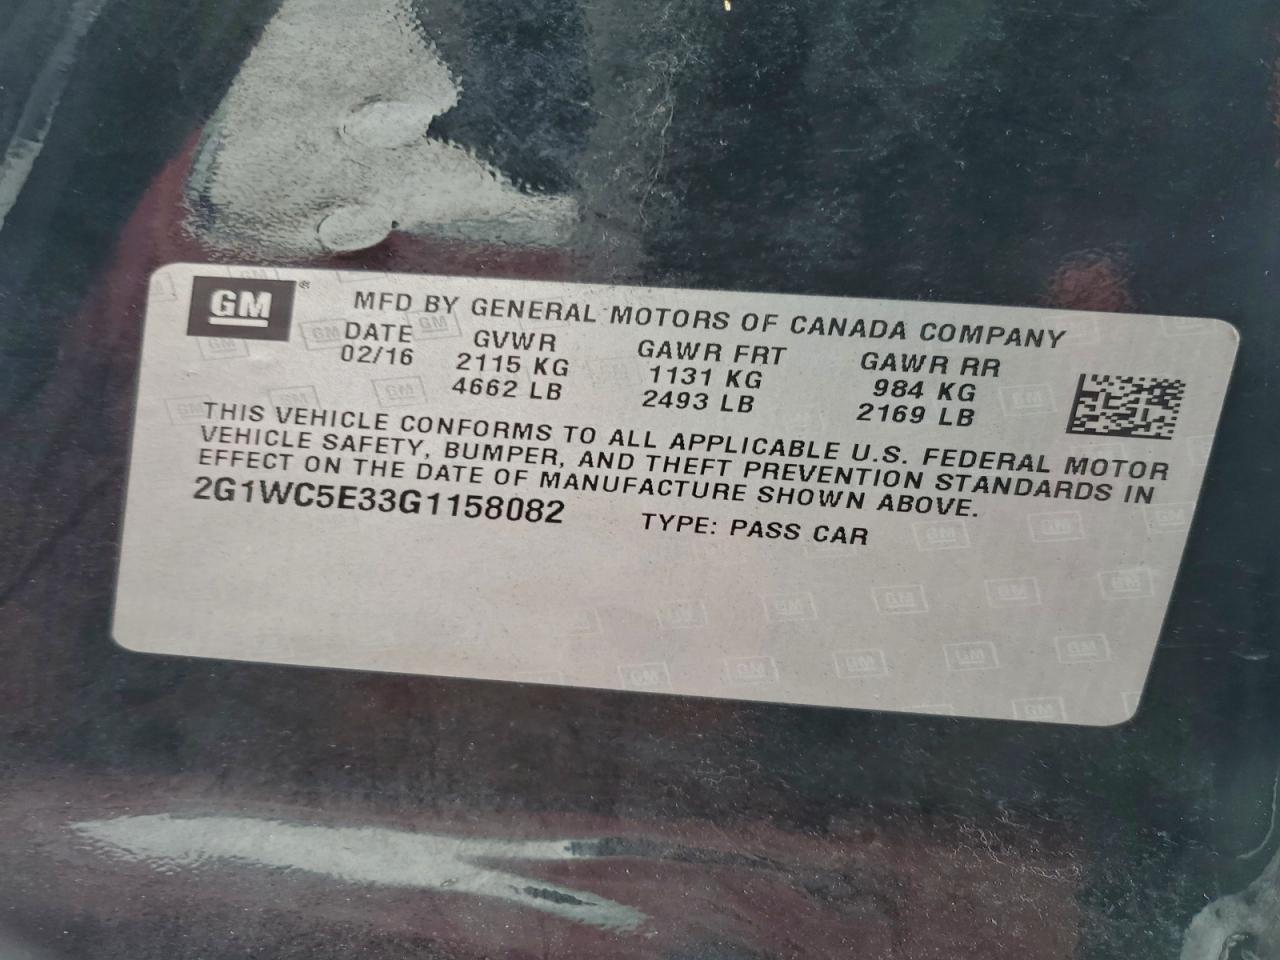 GM® MFD BY GENERAL MOTORS OF CANADA COMPANY
DATE GVWR GAWR FRT GAWR RR
02/16 2115 KG 1131 KG 984 KG
4662 LB 2493 LB 2169 LB
THIS VEHICLE CONFORMS TO ALL APPLICABLE U.S. FEDERAL MOTOR
VEHICLE SAFETY, BUMPER, AND THEFT PREVENTION STANDARDS IN
EFFECT ON THE DATE OF MANUFACTURE SHOWN ABOVE.
2G1WC5E33G1158082 TYPE: PASS CAR